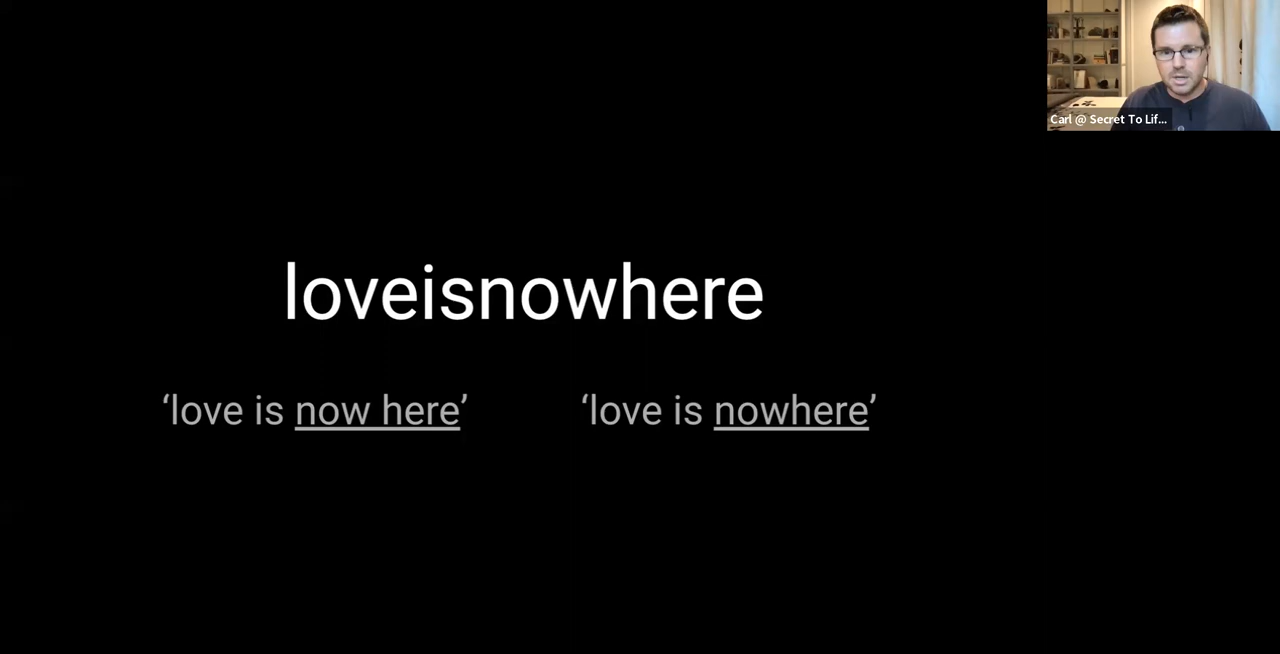 Carl @ Secret To Lif...
loveisnowhere
‘love is now here’ ‘love is nowhere’